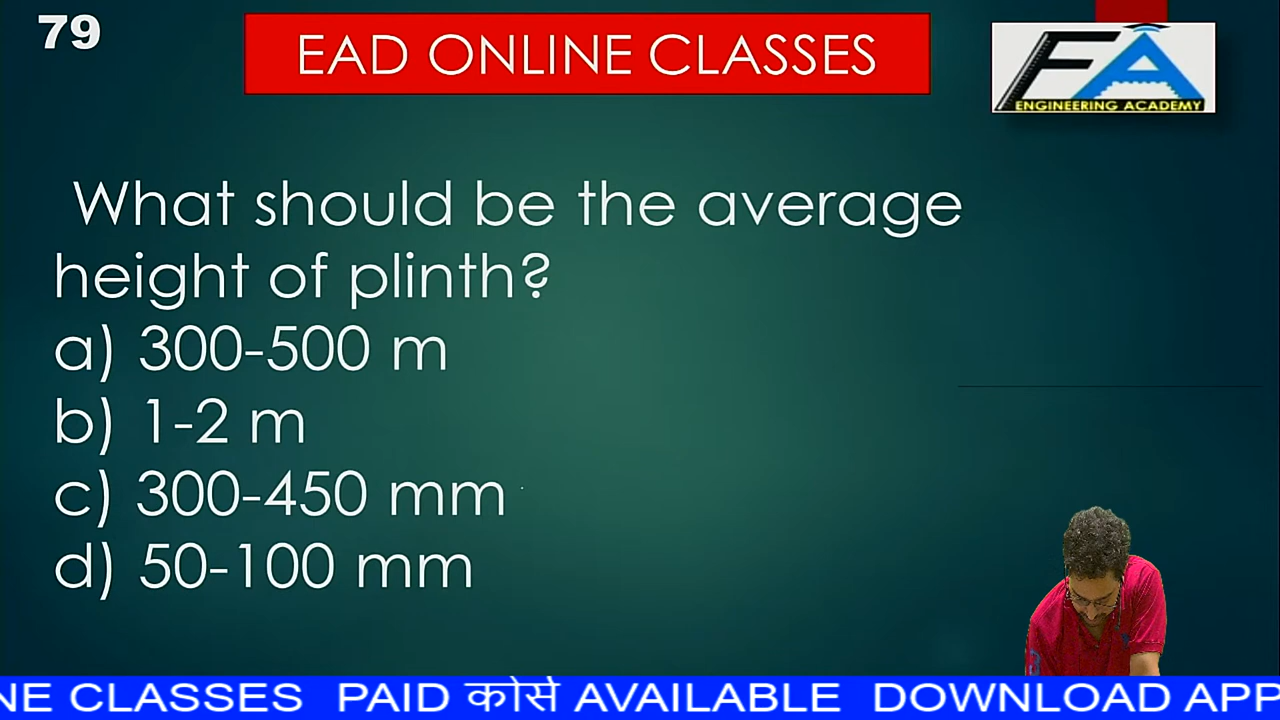 79
EAD ONLINE CLASSES
EA
ENGINEERING ACADEMY
What should be the average
height of plinth?
a) 300-500 m
b) 1-2 m
c) 300-450 mm
d) 50-100 mm
NE CLASSES PAID कोर्स AVAILABLE DOWNLOAD APP